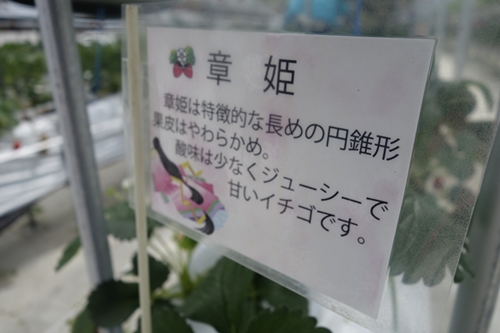 章 姫
章姫は特徴的な長めの円錐形
果皮はやわらかめ。
酸味は少なくジューシーで
甘いイチゴです。